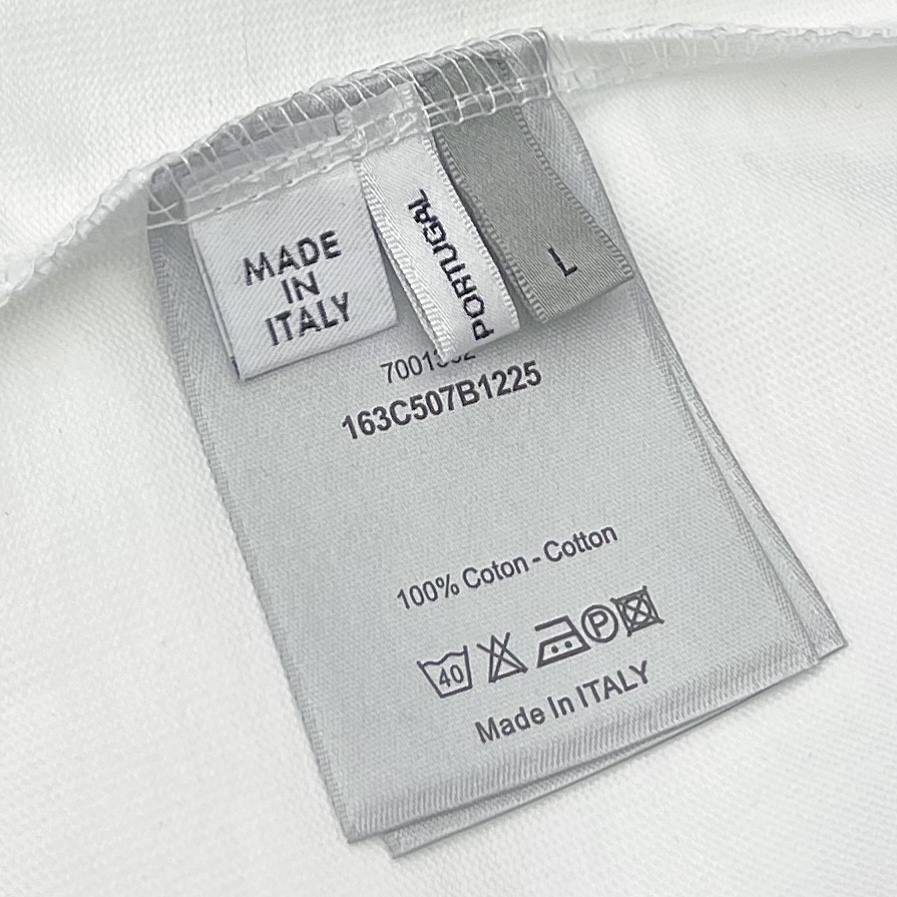 MADE
IN
ITALY
PORTUGAL
L
163C507B1225
100% Coton - Cotton
40
P
Made In ITALY